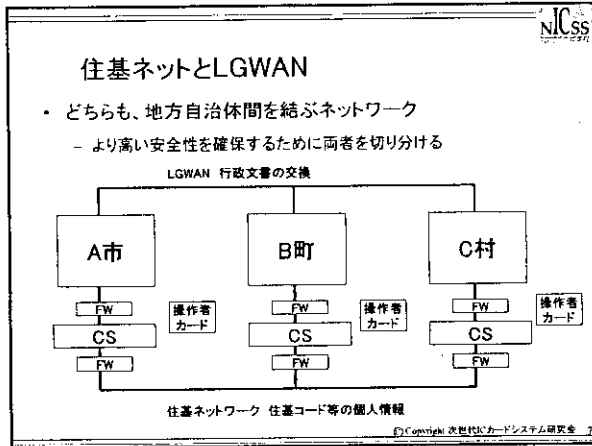 NICSS
住基ネットとLGWAN
・ どちらも、地方自治体間を結ぶネットワーク
− より高い安全性を確保するために両者を切り分ける
LGWAN 行政文書の交換
A市 B町 C村
FW 操作者カード FW 操作者カード FW 操作者カード
CS CS CS
FW FW FW
住基ネットワーク 住基コード等の個人情報
© Copyright 次世代ICカードシステム研究会 7